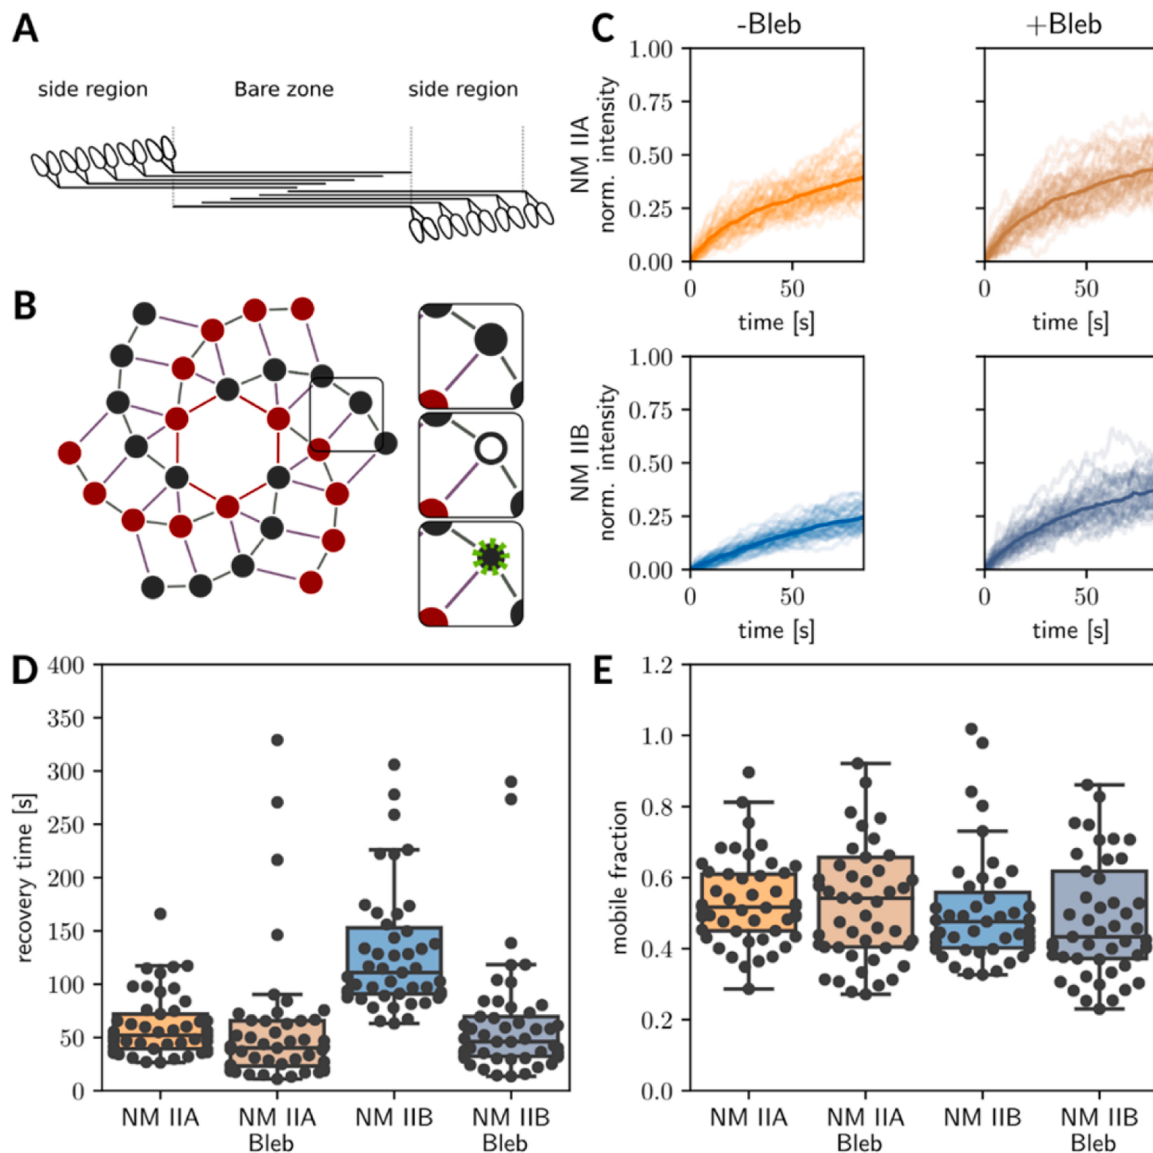 A
side region Bare zone side region
B
C
-Bleb +Bleb
NM IIA
norm. intensity
1.00
0.75
0.50
0.25
0.00
0 50
time [s]
0 50
time [s]
NM IIB
norm. intensity
1.00
0.75
0.50
0.25
0.00
0 50
time [s]
0 50
time [s]
D
recovery time [s]
400
350
300
250
200
150
100
50
0
NM IIA NM IIA NM IIB NM IIB
Bleb Bleb
E
mobile fraction
1.2
1.0
0.8
0.6
0.4
0.2
0.0
NM IIA NM IIA NM IIB NM IIB
Bleb Bleb